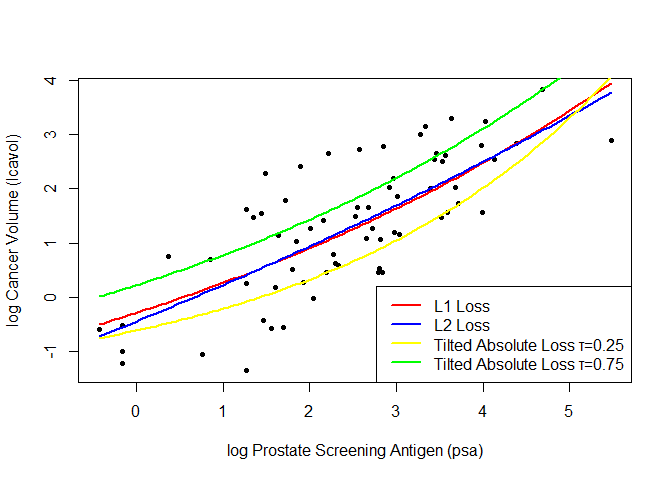 4
3
2
1
0
-1
log Cancer Volume (lcavol)
0 1 2 3 4 5
log Prostate Screening Antigen (psa)
L1 Loss
L2 Loss
Tilted Absolute Loss τ=0.25
Tilted Absolute Loss τ=0.75